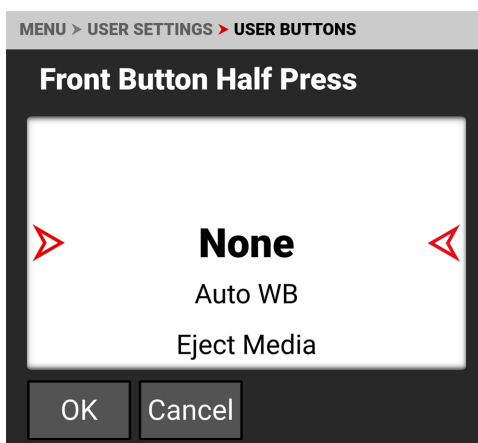 MENU > USER SETTINGS > USER BUTTONS
Front Button Half Press
None
Auto WB
Eject Media
OK Cancel